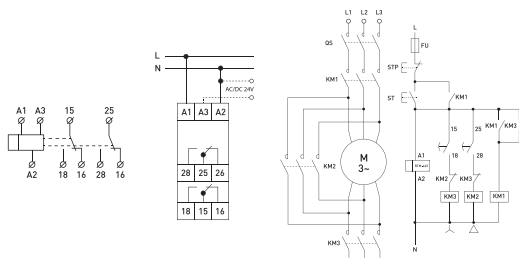 A1 A3 15 25
A2 18 16 28 16
L
N
AC/DC 24V
A1 A3 A2
28 25 26
18 15 16
L1 L2 L3
QS
KM1
M
3~
KM2
KM3
L
FU
STP
ST
KM1
15 25 KM1 KM3
A1 18 28
A2 KM2 KM3
KM3 KM2 KM1
N